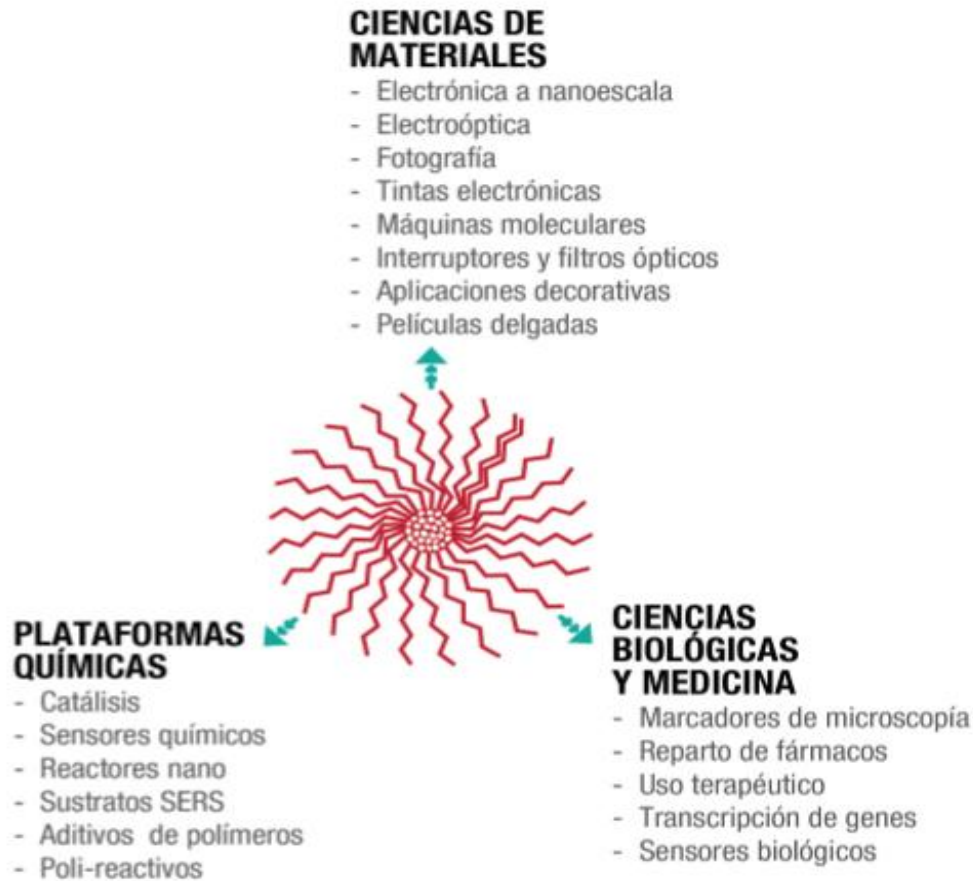 CIENCIAS DE
MATERIALES
- Electrónica a nanoescala
- Electroóptica
- Fotografía
- Tintas electrónicas
- Máquinas moleculares
- Interruptores y filtros ópticos
- Aplicaciones decorativas
- Películas delgadas
PLATAFORMAS
QUÍMICAS
- Catálisis
- Sensores químicos
- Reactores nano
- Sustratos SERS
- Aditivos de polímeros
- Poli-reactivos
CIENCIAS
BIOLÓGICAS
Y MEDICINA
- Marcadores de microscopía
- Reparto de fármacos
- Uso terapéutico
- Transcripción de genes
- Sensores biológicos